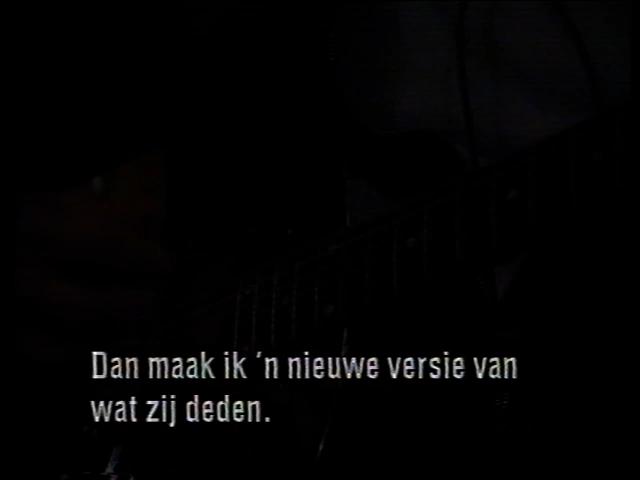 Dan maak ik ‘n nieuwe versie van
wat zij deden.